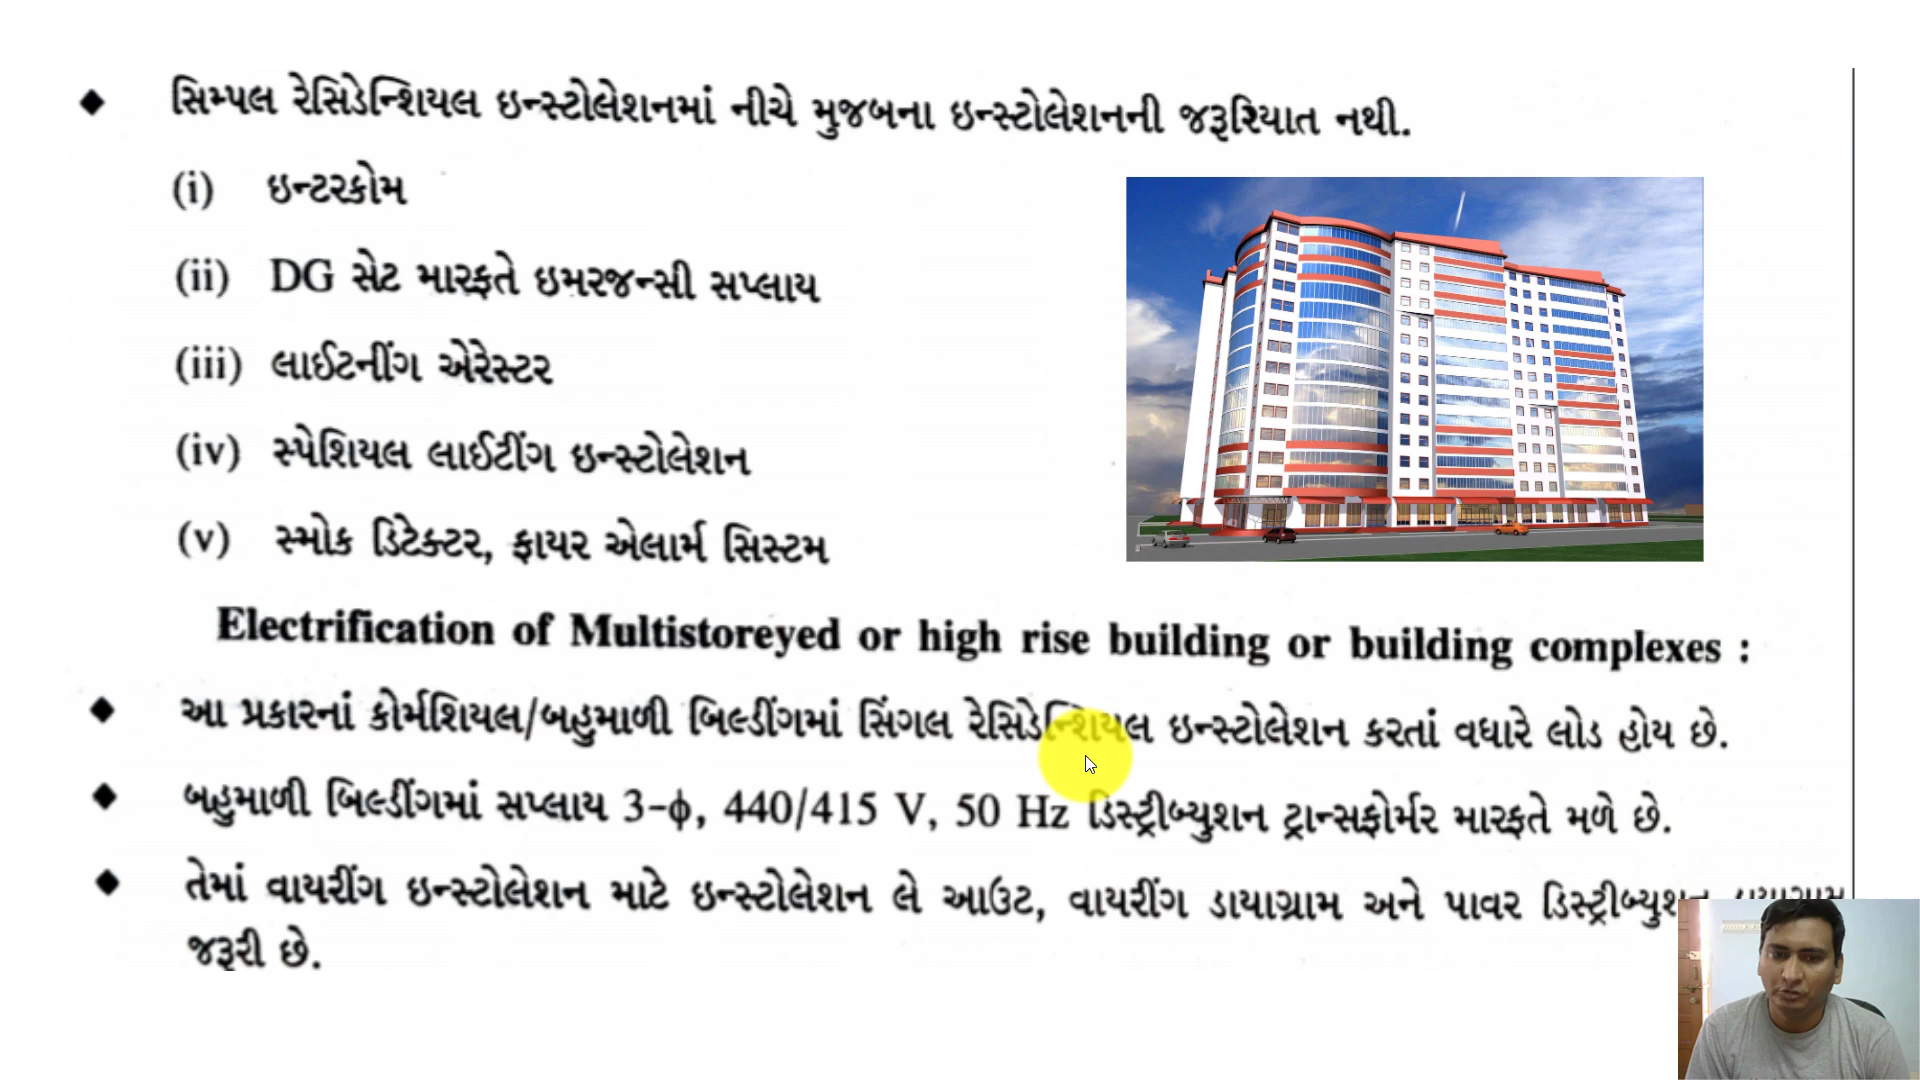 ◆ સિમ્પલ રેસિડેન્શિયલ ઇન્સ્ટોલેશનમાં નીચે મુજબના ઇન્સ્ટોલેશનની જરૂરિયાત નથી.
(i) ઇન્ટરકોમ
(ii) DG સેટ મારફતે ઇમરજન્સી સપ્લાય
(iii) લાઈટનીંગ એરેસ્ટર
(iv) સ્પેશિયલ લાઈટીંગ ઇન્સ્ટોલેશન
(v) સ્મોક ડિટેક્ટર, ફાયર એલાર્મ સિસ્ટમ
Electrification of Multistoreyed or high rise building or building complexes :
◆ આ પ્રકારનાં કોર્મશિયલ/બહુમાળી બિલ્ડીંગમાં સિંગલ રેસિડેન્શિયલ ઇન્સ્ટોલેશન કરતાં વધારે લોડ હોય છે.
◆ બહુમાળી બિલ્ડીંગમાં સપ્લાય 3-ϕ, 440/415 V, 50 Hz ડિસ્ટ્રીબ્યુશન ટ્રાન્સફોર્મર મારફતે મળે છે.
◆ તેમાં વાયરીંગ ઇન્સ્ટોલેશન માટે ઇન્સ્ટોલેશન લે આઉટ, વાયરીંગ ડાયાગ્રામ અને પાવર ડિસ્ટ્રીબ્યુશન
જરૂરી છે.